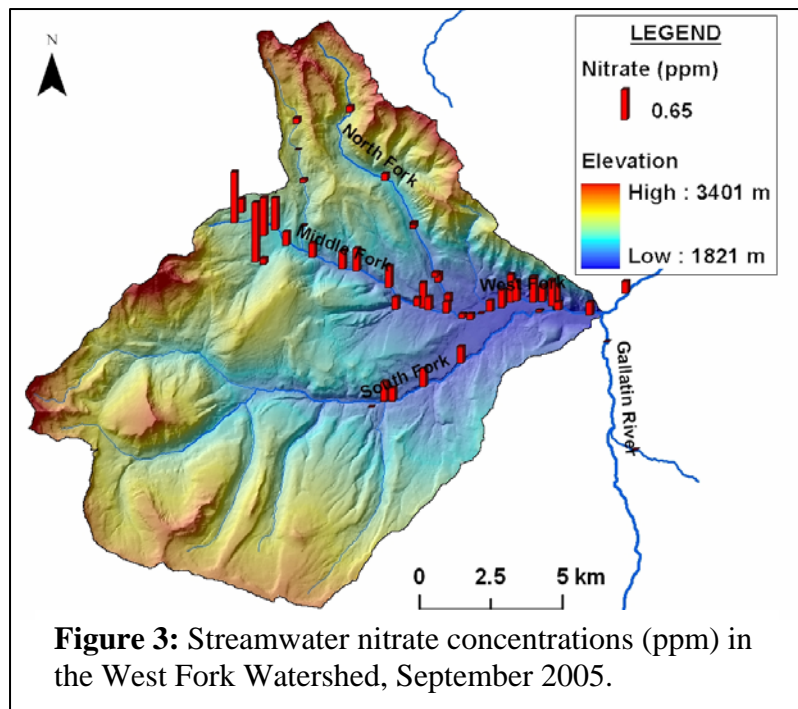 N
LEGEND
Nitrate (ppm)
0.65
Elevation
High : 3401 m
Low : 1821 m
North Fork
Middle Fork
West Fork
South Fork
Gallatin River
0 2.5 5 km
Figure 3: Streamwater nitrate concentrations (ppm) in
the West Fork Watershed, September 2005.